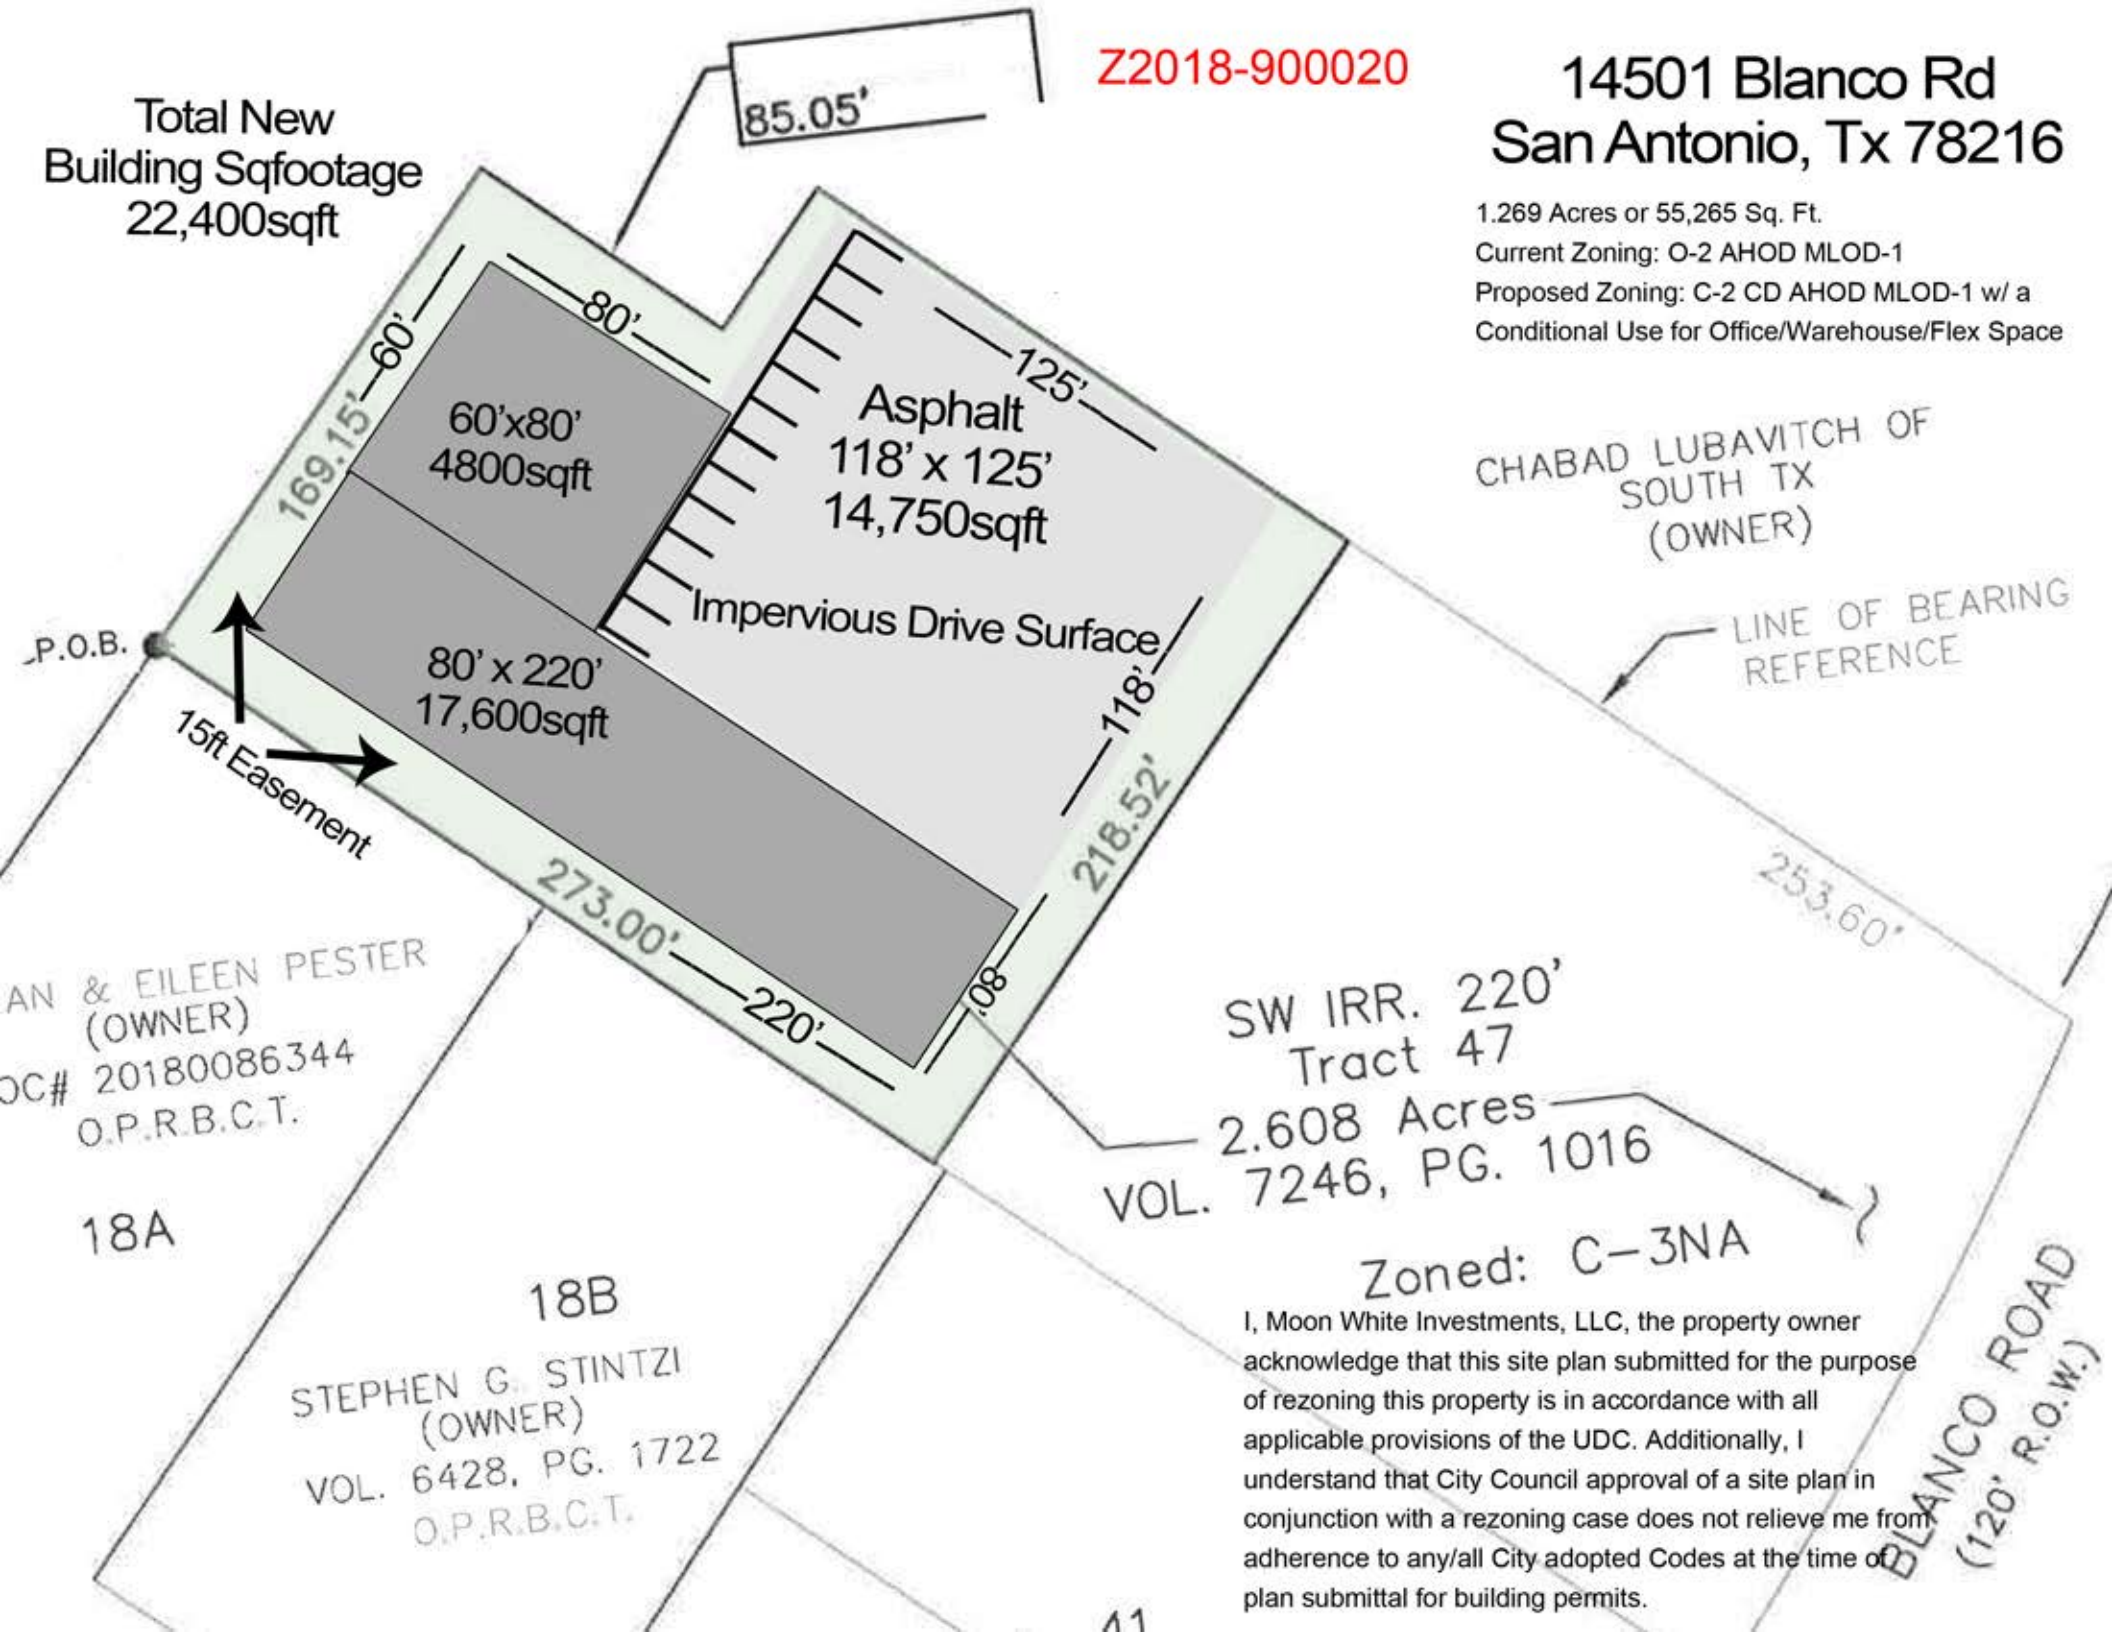 Z2018-900020
14501 Blanco Rd
San Antonio, Tx 78216
1.269 Acres or 55,265 Sq. Ft.
Current Zoning: O-2 AHOD MLOD-1
Proposed Zoning: C-2 CD AHOD MLOD-1 w/ a
Conditional Use for Office/Warehouse/Flex Space
Total New
Building Sqfootage
22,400sqft
85.05'
80'
60'
169.15'
60'x80'
4800sqft
125'
Asphalt
118' x 125'
14,750sqft
Impervious Drive Surface
118'
218.52'
P.O.B.
80' x 220'
17,600sqft
15ft Easement
273.00'
220'
80'
CHABAD LUBAVITCH OF
SOUTH TX
(OWNER)
LINE OF BEARING
REFERENCE
253.60'
AN & EILEEN PESTER
(OWNER)
OC# 20180086344
O.P.R.B.C.T.
18A
18B
STEPHEN G. STINTZI
(OWNER)
VOL. 6428, PG. 1722
O.P.R.B.C.T.
SW IRR. 220'
Tract 47
2.608 Acres
VOL. 7246, PG. 1016
Zoned: C-3NA
I, Moon White Investments, LLC, the property owner
acknowledge that this site plan submitted for the purpose
of rezoning this property is in accordance with all
applicable provisions of the UDC. Additionally, I
understand that City Council approval of a site plan in
conjunction with a rezoning case does not relieve me from
adherence to any/all City adopted Codes at the time of
plan submittal for building permits.
BLANCO ROAD
(120' R.O.W.)
41